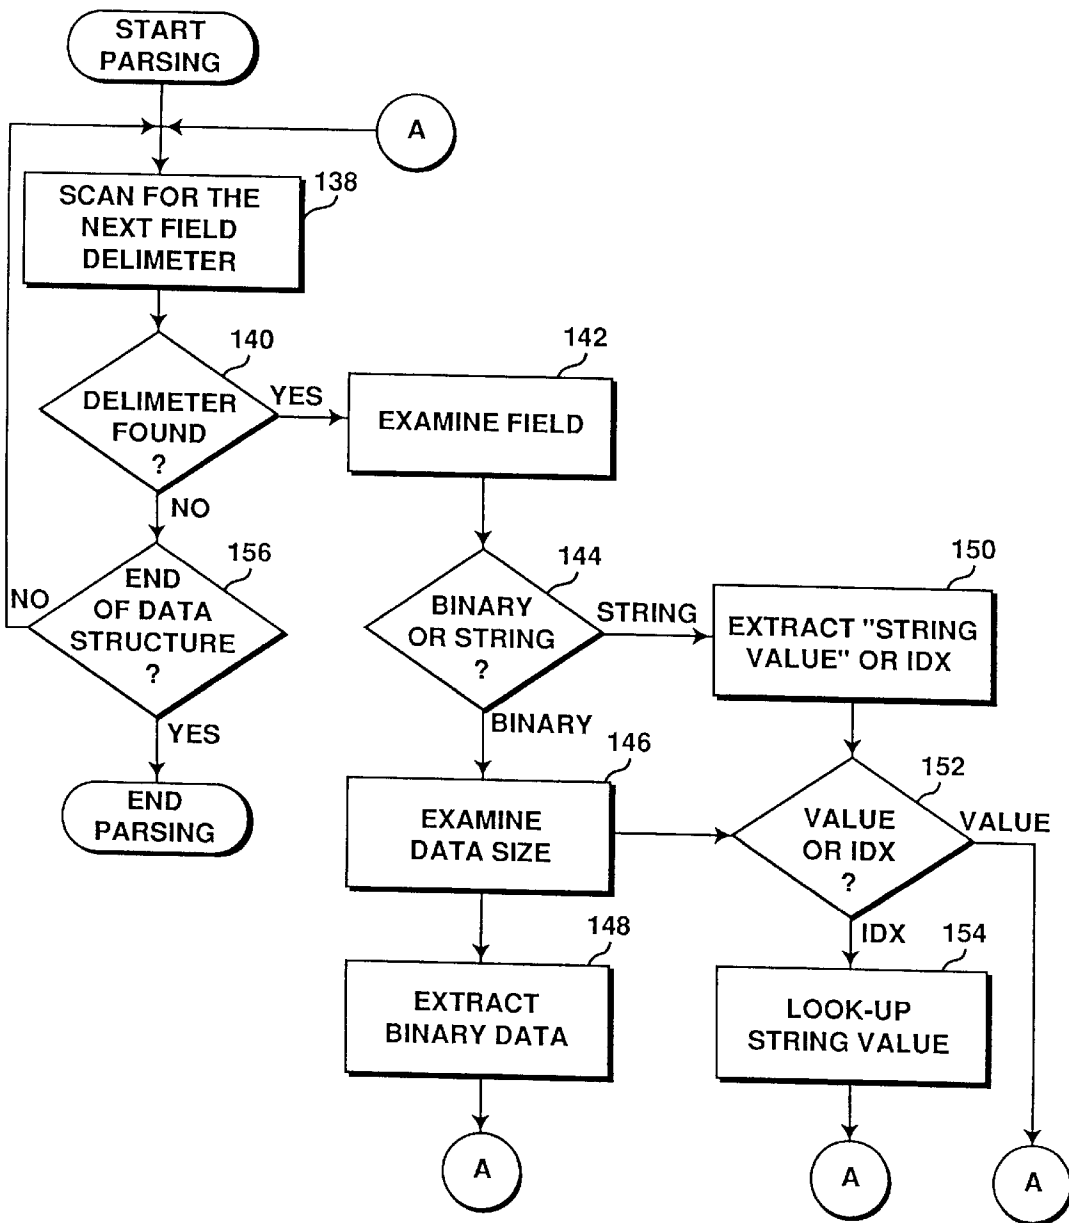 START
PARSING
A
138
SCAN FOR THE
NEXT FIELD
DELIMETER
140
DELIMETER
FOUND
?
YES
NO
142
EXAMINE FIELD
156
END
OF DATA
STRUCTURE
?
NO
YES
END
PARSING
144
BINARY
OR STRING
?
STRING
BINARY
150
EXTRACT "STRING
VALUE" OR IDX
146
EXAMINE
DATA SIZE
152
VALUE
OR IDX
?
VALUE
IDX
148
EXTRACT
BINARY DATA
154
LOOK-UP
STRING VALUE
A
A
A